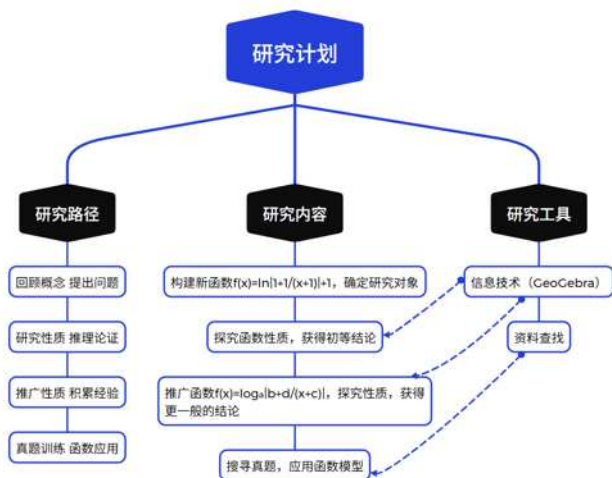 研究计划
研究路径
研究内容
研究工具
回顾概念 提出问题
研究性质 推理论证
推广性质 积累经验
真题训练 函数应用
构建新函数f(x)=ln|1+1/(x+1)|+1，确定研究对象
探究函数性质，获得初等结论
推广函数f(x)=logₐ|b+d/(x+c)|，探究性质，获得
更一般的结论
搜寻真题，应用函数模型
信息技术（GeoGebra）
资料查找